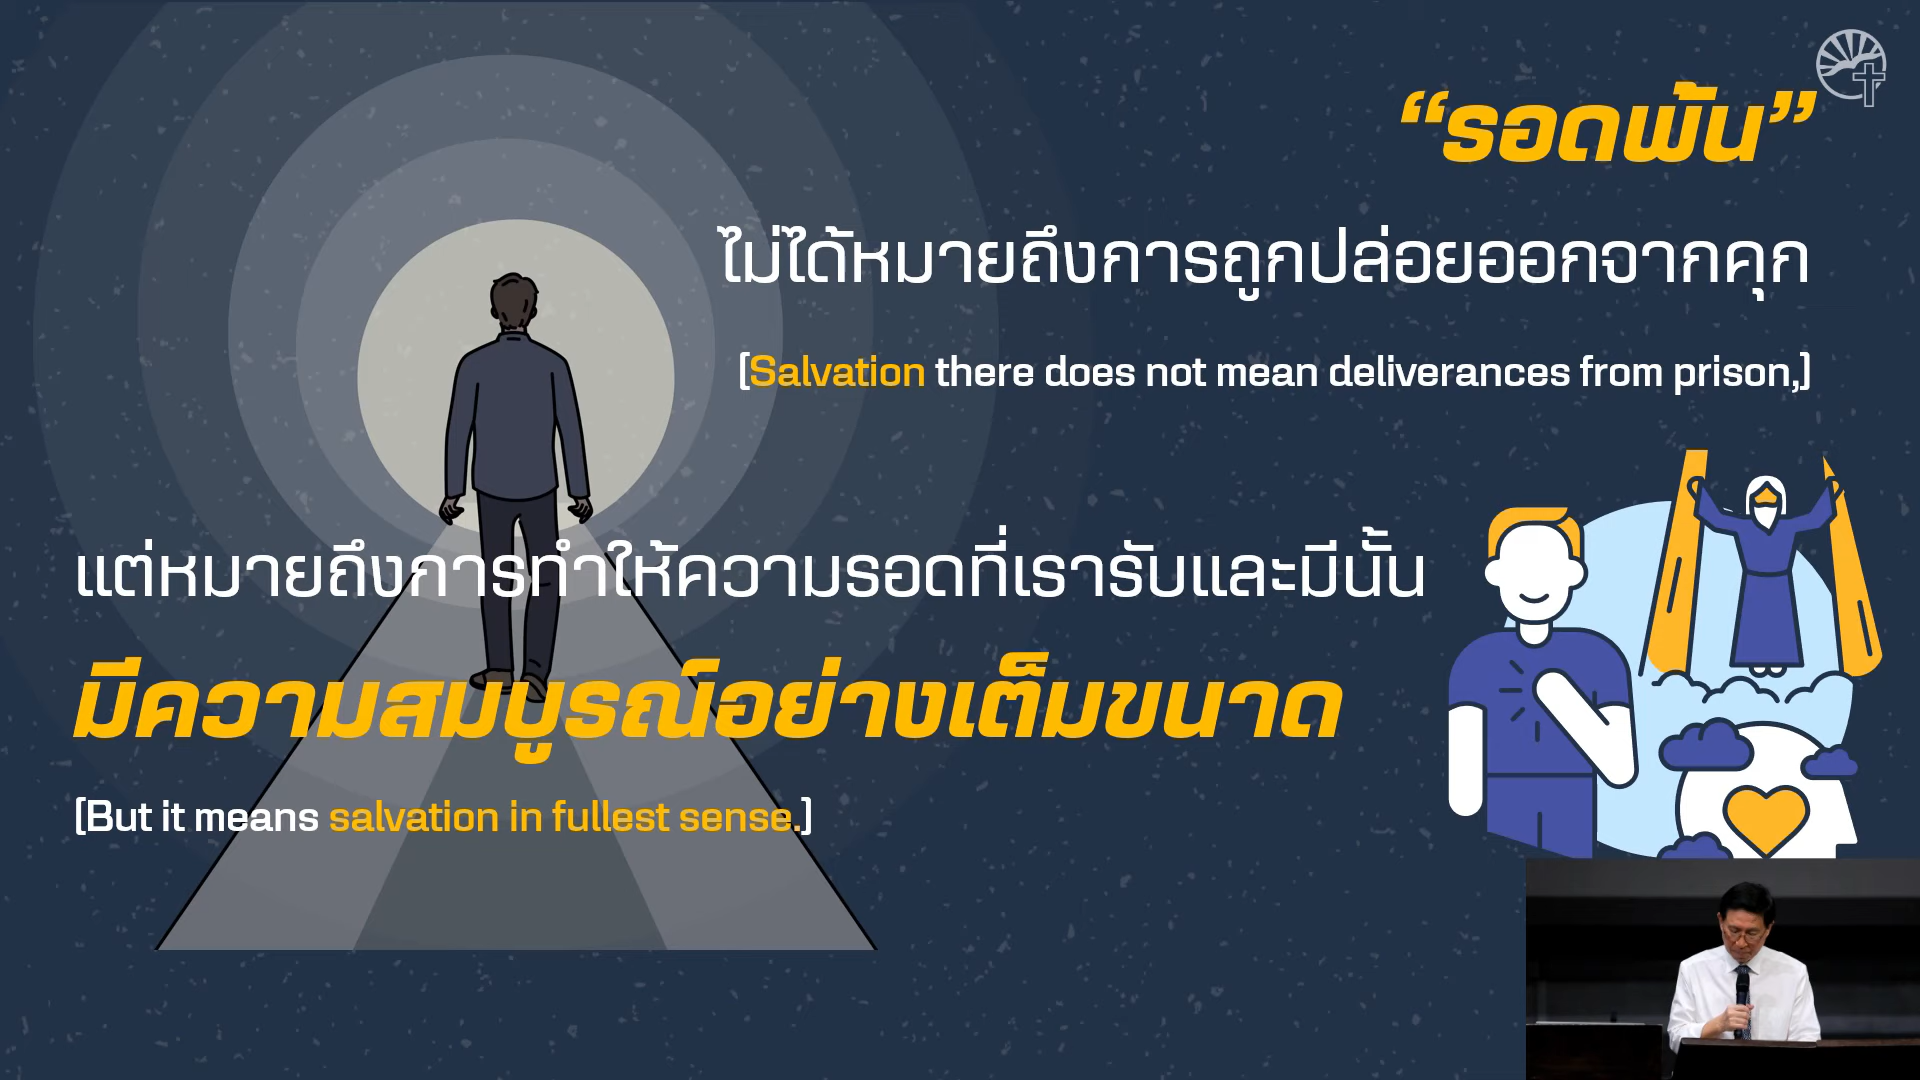 “รอดพ้น”
ไม่ได้หมายถึงการถูกปล่อยออกจากคุก
(Salvation there does not mean deliverances from prison,)
แต่หมายถึงการทำให้ความรอดที่เรารับและมีนั้น
มีความสมบูรณ์อย่างเต็มขนาด
(But it means salvation in fullest sense.)